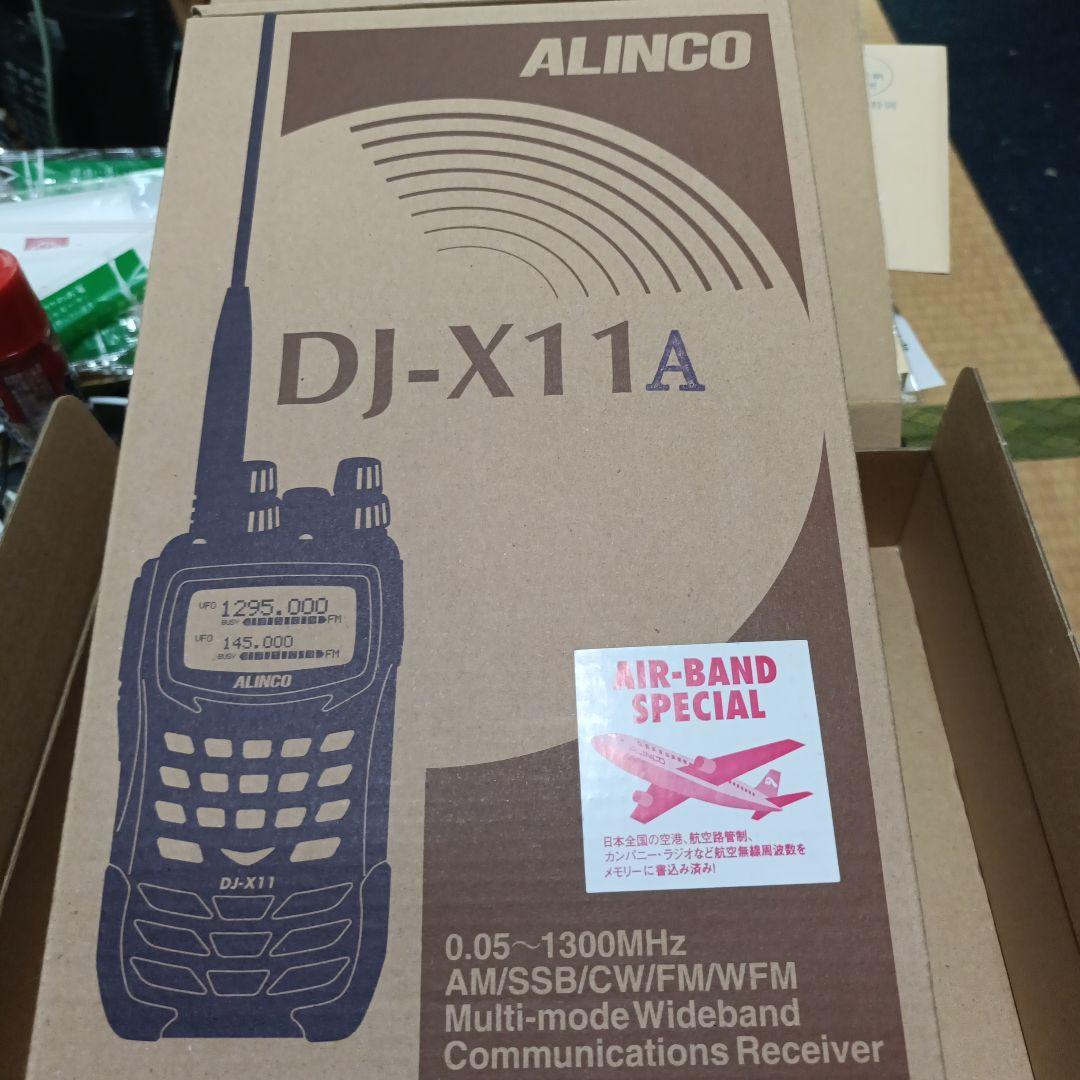 ALINCO
DJ-X11A
VFO 1295.000
BUSY FM
VFO 145.000
BUSY FM
ALINCO
DJ-X11
AIR-BAND
SPECIAL
ALINCO
日本全国の空港、航空路管制、
カンパニー・ラジオなど航空無線周波数を
メモリーに書込み済み!
0.05～1300MHz
AM/SSB/CW/FM/WFM
Multi-mode Wideband
Communications Receiver